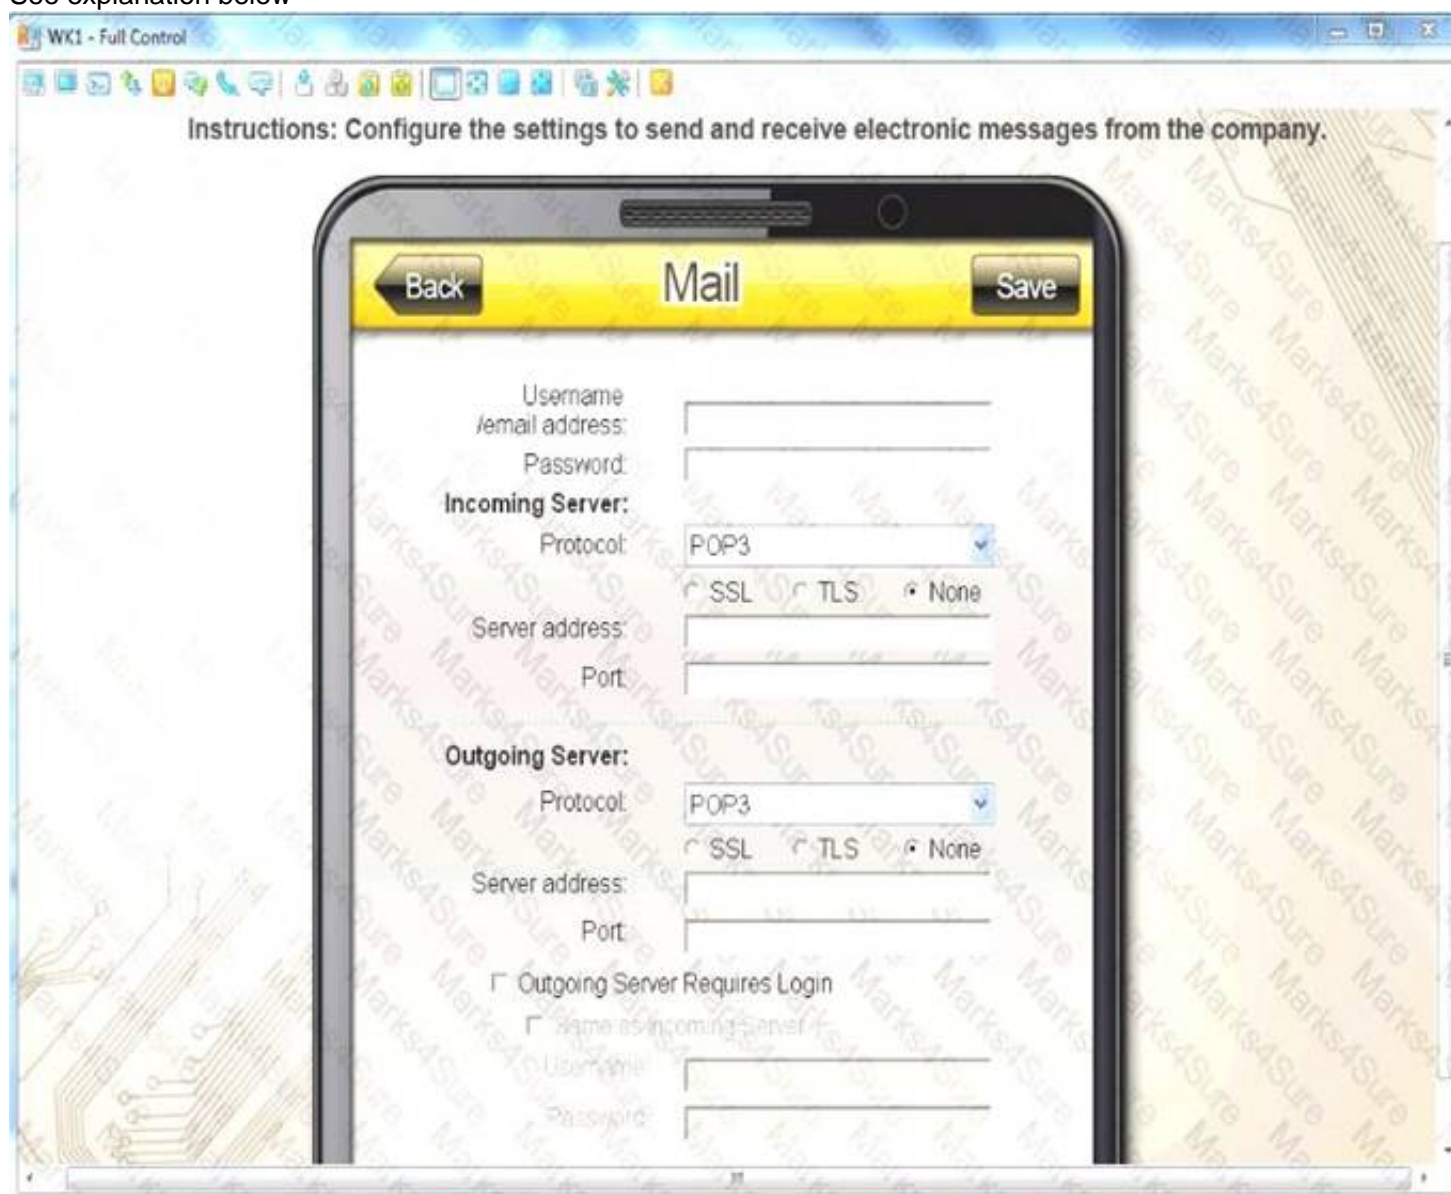 See explanation below
WK1 - Full Control
Instructions: Configure the settings to send and receive electronic messages from the company.
Back
Mail
Save
Username
/email address:
Password:
Incoming Server:
Protocol: POP3
SSL TLS None
Server address:
Port:
Outgoing Server:
Protocol: POP3
SSL TLS None
Server address:
Port:
Outgoing Server Requires Login
Same as Incoming Server
Username
Password
Marks4Sure